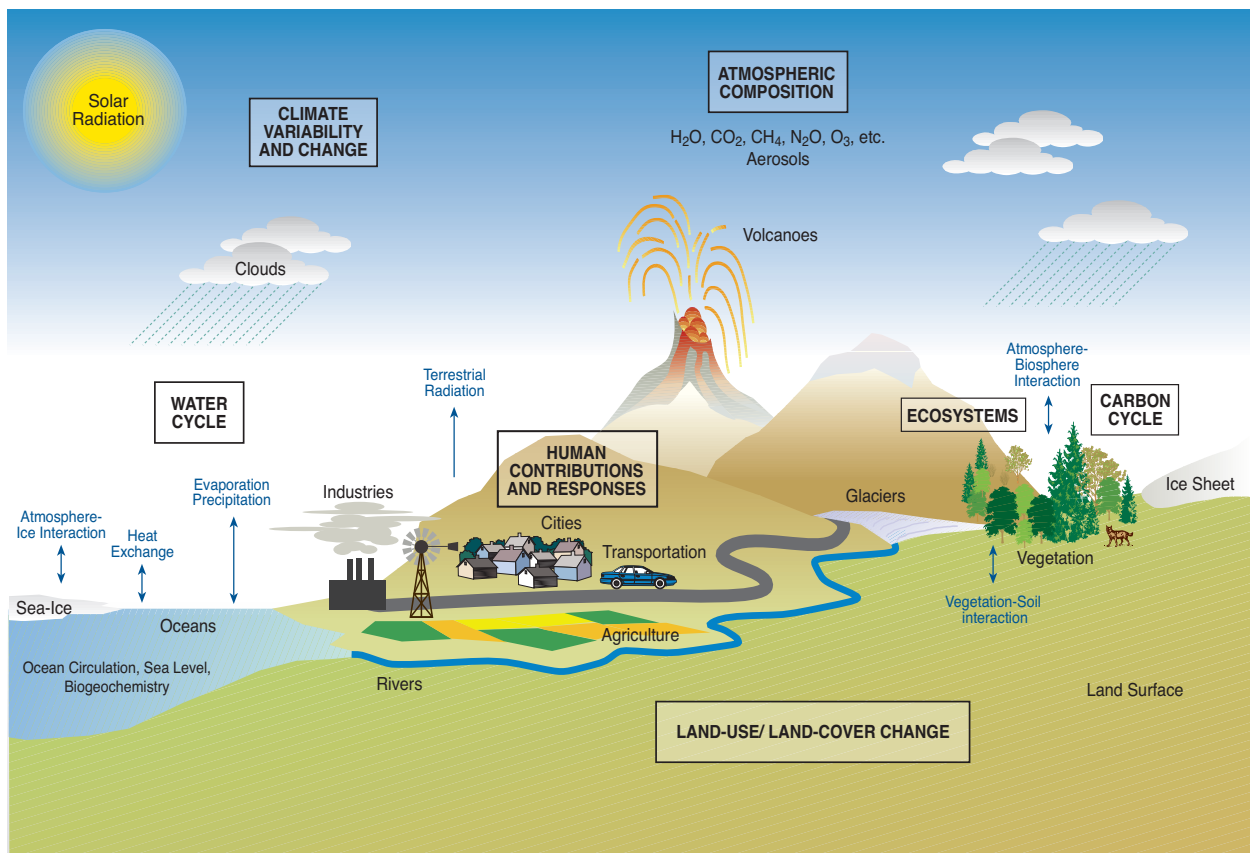 Solar
Radiation
CLIMATE
VARIABILITY
AND CHANGE
ATMOSPHERIC
COMPOSITION
H₂O, CO₂, CH₄, N₂O, O₃, etc.
Aerosols
Volcanoes
Clouds
Atmosphere-
Biosphere
Interaction
Terrestrial
Radiation
WATER
CYCLE
ECOSYSTEMS
CARBON
CYCLE
HUMAN
CONTRIBUTIONS
AND RESPONSES
Evaporation
Precipitation
Industries
Glaciers
Ice Sheet
Atmosphere-
Ice Interaction
Heat
Exchange
Cities
Transportation
Vegetation
Sea-Ice
Oceans
Vegetation-Soil
interaction
Agriculture
Ocean Circulation, Sea Level,
Biogeochemistry
Rivers
Land Surface
LAND-USE/ LAND-COVER CHANGE